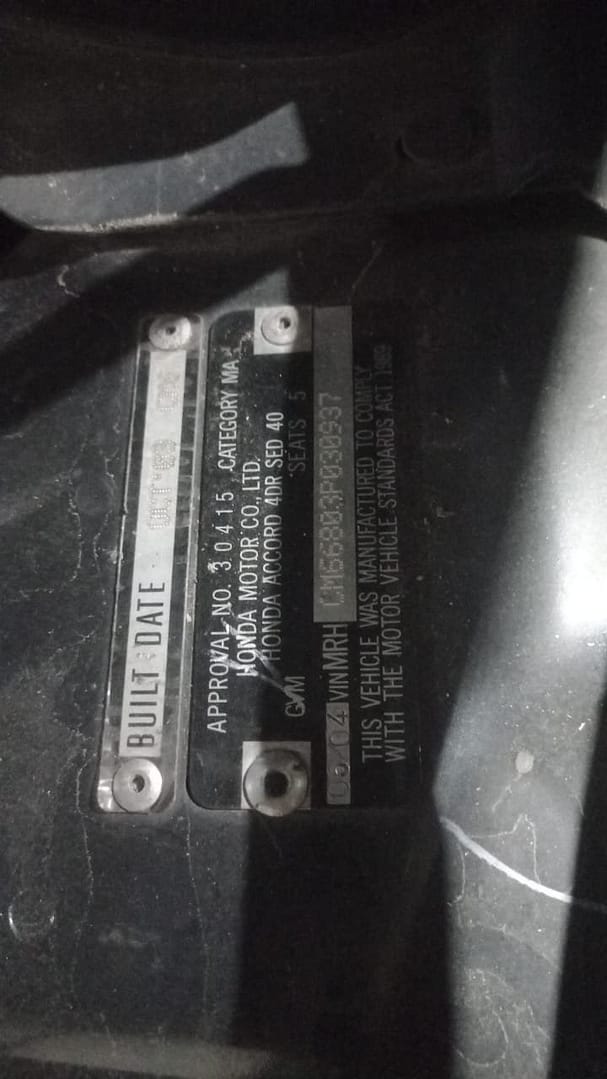 BUILT DATE OCT'03
APPROVAL NO. 3 0 4 1 5 CATEGORY MA
HONDA MOTOR CO., LTD.
HONDA ACCORD 4DR SED 40
GVM SEATS 5
VIN MRH CM66803P030937
THIS VEHICLE WAS MANUFACTURED TO COMPLY
WITH THE MOTOR VEHICLE STANDARDS ACT 1989